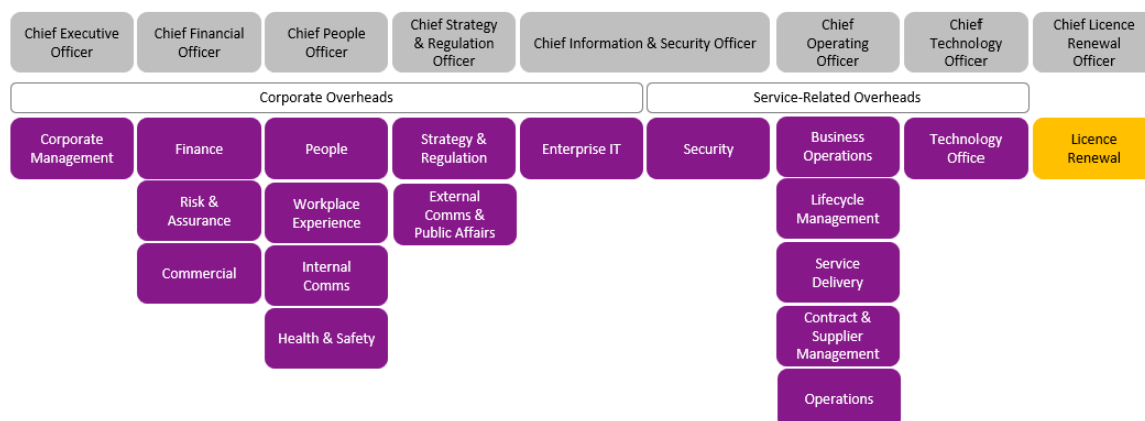 Chief Executive
Officer
Chief Financial
Officer
Chief People
Officer
Chief Strategy
& Regulation
Officer
Chief Information & Security Officer
Chief
Operating
Officer
Chief
Technology
Officer
Chief Licence
Renewal
Officer
Corporate Overheads
Service-Related Overheads
Corporate
Management
Finance
People
Strategy &
Regulation
Enterprise IT
Security
Business
Operations
Technology
Office
Licence
Renewal
Risk &
Assurance
Workplace
Experience
External
Comms &
Public Affairs
Lifecycle
Management
Commercial
Internal
Comms
Service
Delivery
Health & Safety
Contract &
Supplier
Management
Operations